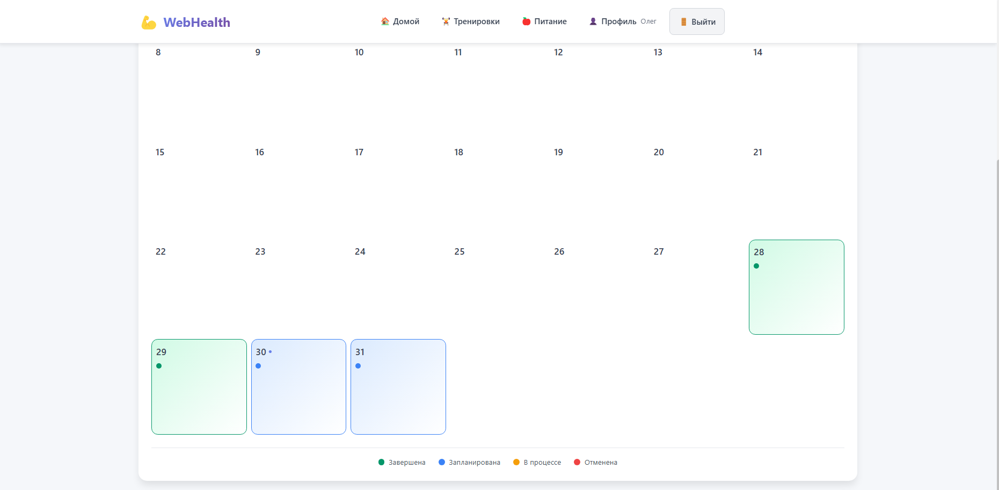 WebHealth Домой Тренировки Питание Профиль Олег Выйти
8 9 10 11 12 13 14
15 16 17 18 19 20 21
22 23 24 25 26 27 28
29 30 31
Завершена Запланирована В процессе Отменена